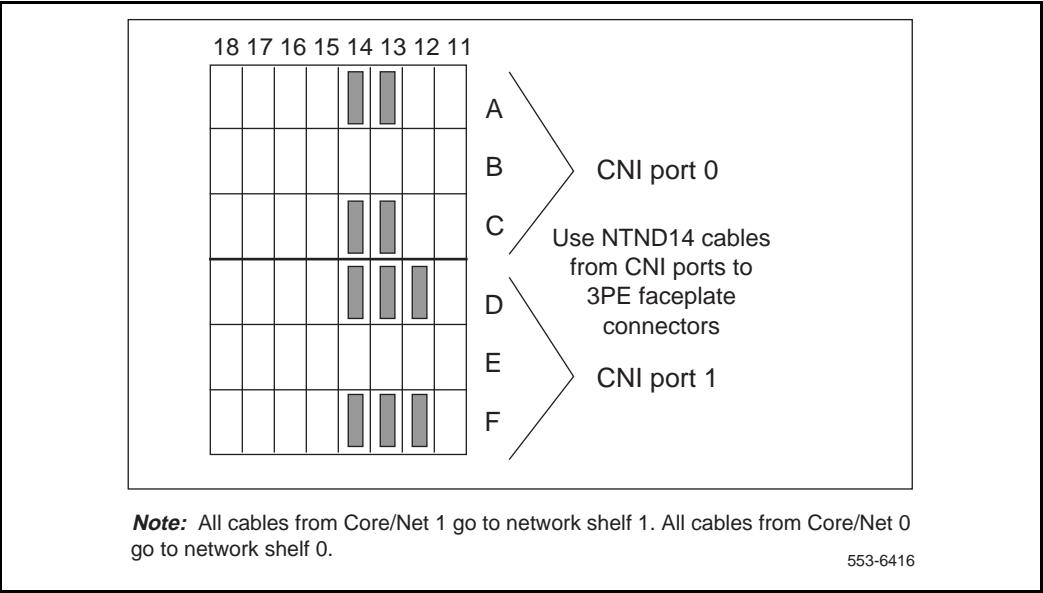 18 17 16 15 14 13 12 11
A
B
CNI port 0
C
Use NTND14 cables
from CNI ports to
3PE faceplate
connectors
D
E
CNI port 1
F
Note: All cables from Core/Net 1 go to network shelf 1. All cables from Core/Net 0
go to network shelf 0.
553-6416